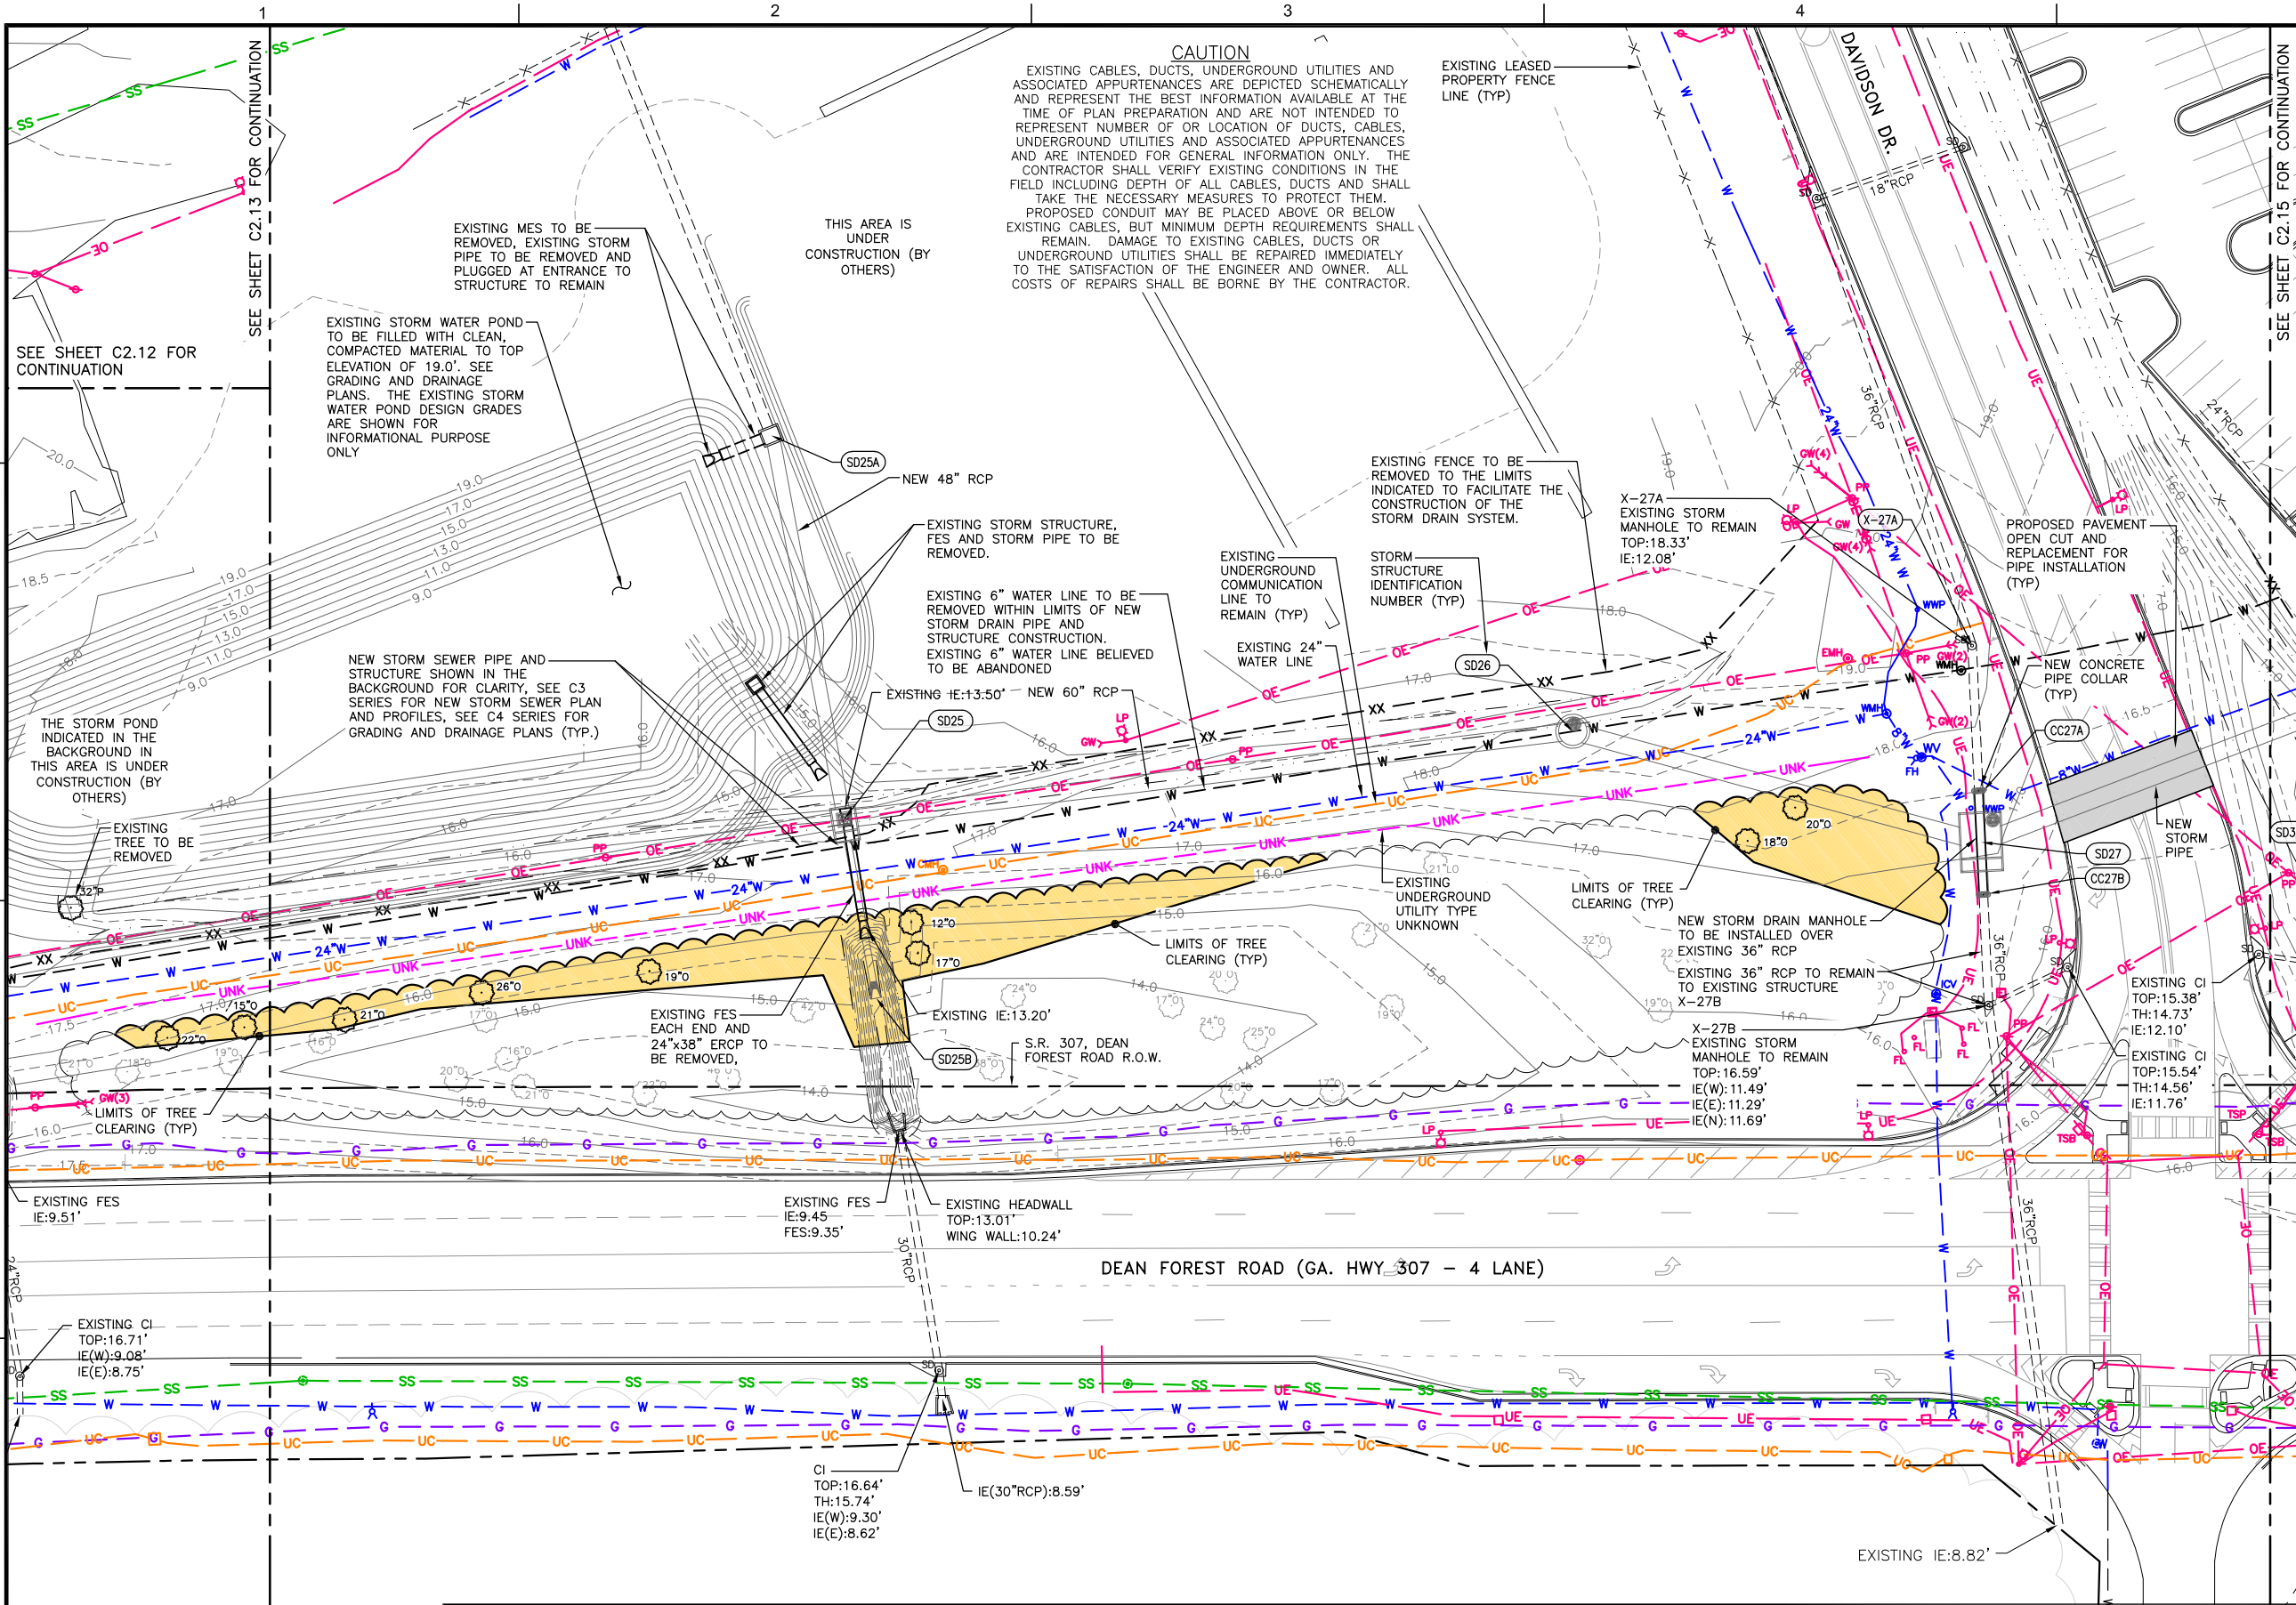 1
2
3
4
SEE SHEET C2.13 FOR CONTINUATION
SEE SHEET C2.12 FOR
CONTINUATION
SEE SHEET C2.15 FOR CONTINUATION
CAUTION
EXISTING CABLES, DUCTS, UNDERGROUND UTILITIES AND
ASSOCIATED APPURTENANCES ARE DEPICTED SCHEMATICALLY
AND REPRESENT THE BEST INFORMATION AVAILABLE AT THE
TIME OF PLAN PREPARATION AND ARE NOT INTENDED TO
REPRESENT NUMBER OF OR LOCATION OF DUCTS, CABLES,
UNDERGROUND UTILITIES AND ASSOCIATED APPURTENANCES
AND ARE INTENDED FOR GENERAL INFORMATION ONLY. THE
CONTRACTOR SHALL VERIFY EXISTING CONDITIONS IN THE
FIELD INCLUDING DEPTH OF ALL CABLES, DUCTS AND SHALL
TAKE THE NECESSARY MEASURES TO PROTECT THEM.
PROPOSED CONDUIT MAY BE PLACED ABOVE OR BELOW
EXISTING CABLES, BUT MINIMUM DEPTH REQUIREMENTS SHALL
REMAIN. DAMAGE TO EXISTING CABLES, DUCTS OR
UNDERGROUND UTILITIES SHALL BE REPAIRED IMMEDIATELY
TO THE SATISFACTION OF THE ENGINEER AND OWNER. ALL
COSTS OF REPAIRS SHALL BE BORNE BY THE CONTRACTOR.
EXISTING LEASED
PROPERTY FENCE
LINE (TYP)
DAVIDSON DR.
18"RCP
EXISTING MES TO BE
REMOVED, EXISTING STORM
PIPE TO BE REMOVED AND
PLUGGED AT ENTRANCE TO
STRUCTURE TO REMAIN
THIS AREA IS
UNDER
CONSTRUCTION (BY
OTHERS)
EXISTING STORM WATER POND
TO BE FILLED WITH CLEAN,
COMPACTED MATERIAL TO TOP
ELEVATION OF 19.0'. SEE
GRADING AND DRAINAGE
PLANS. THE EXISTING STORM
WATER POND DESIGN GRADES
ARE SHOWN FOR
INFORMATIONAL PURPOSE
ONLY
SD25A
NEW 48" RCP
EXISTING STORM STRUCTURE,
FES AND STORM PIPE TO BE
REMOVED.
EXISTING 6" WATER LINE TO BE
REMOVED WITHIN LIMITS OF NEW
STORM DRAIN PIPE AND
STRUCTURE CONSTRUCTION.
EXISTING 6" WATER LINE BELIEVED
TO BE ABANDONED
EXISTING FENCE TO BE
REMOVED TO THE LIMITS
INDICATED TO FACILITATE THE
CONSTRUCTION OF THE
STORM DRAIN SYSTEM.
EXISTING
UNDERGROUND
COMMUNICATION
LINE TO
REMAIN (TYP)
STORM
STRUCTURE
IDENTIFICATION
NUMBER (TYP)
EXISTING 24"
WATER LINE
SD26
X-27A
EXISTING STORM
MANHOLE TO REMAIN
TOP:18.33'
IE:12.08'
X-27A
PROPOSED PAVEMENT
OPEN CUT AND
REPLACEMENT FOR
PIPE INSTALLATION
(TYP)
36"RCP
24"RCP
24"W
NEW STORM SEWER PIPE AND
STRUCTURE SHOWN IN THE
BACKGROUND FOR CLARITY, SEE C3
SERIES FOR NEW STORM SEWER PLAN
AND PROFILES, SEE C4 SERIES FOR
GRADING AND DRAINAGE PLANS (TYP.)
EXISTING IE:13.50'
NEW 60" RCP
SD25
THE STORM POND
INDICATED IN THE
BACKGROUND IN
THIS AREA IS UNDER
CONSTRUCTION (BY
OTHERS)
EXISTING
TREE TO BE
REMOVED
32"P
NEW CONCRETE
PIPE COLLAR
(TYP)
CC27A
NEW
STORM
PIPE
SD27
CC27B
EXISTING
UNDERGROUND
UTILITY TYPE
UNKNOWN
LIMITS OF TREE
CLEARING (TYP)
20"O
18"O
NEW STORM DRAIN MANHOLE
TO BE INSTALLED OVER
EXISTING 36" RCP
EXISTING 36" RCP TO REMAIN
TO EXISTING STRUCTURE
X-27B
LIMITS OF TREE
CLEARING (TYP)
12"O
17"O
19"O
26"O
21"O
15"O
22"O
EXISTING FES
EACH END AND
24"x38" ERCP TO
BE REMOVED,
EXISTING IE:13.20'
SD25B
S.R. 307, DEAN
FOREST ROAD R.O.W.
X-27B
EXISTING STORM
MANHOLE TO REMAIN
TOP:16.59'
IE(W):11.49'
IE(E):11.29'
IE(N):11.69
EXISTING CI
TOP:15.38'
TH:14.73'
IE:12.10'
EXISTING CI
TOP:15.54'
TH:14.56'
IE:11.76'
LIMITS OF TREE
CLEARING (TYP)
EXISTING FES
IE:9.51'
EXISTING FES
IE:9.45
FES:9.35'
EXISTING HEADWALL
TOP:13.01'
WING WALL:10.24'
30"RCP
36"RCP
DEAN FOREST ROAD (GA. HWY 307 - 4 LANE)
EXISTING CI
TOP:16.71'
IE(W):9.08'
IE(E):8.75'
CI
TOP:16.64'
TH:15.74'
IE(W):9.30'
IE(E):8.62'
IE(30"RCP):8.59'
EXISTING IE:8.82'